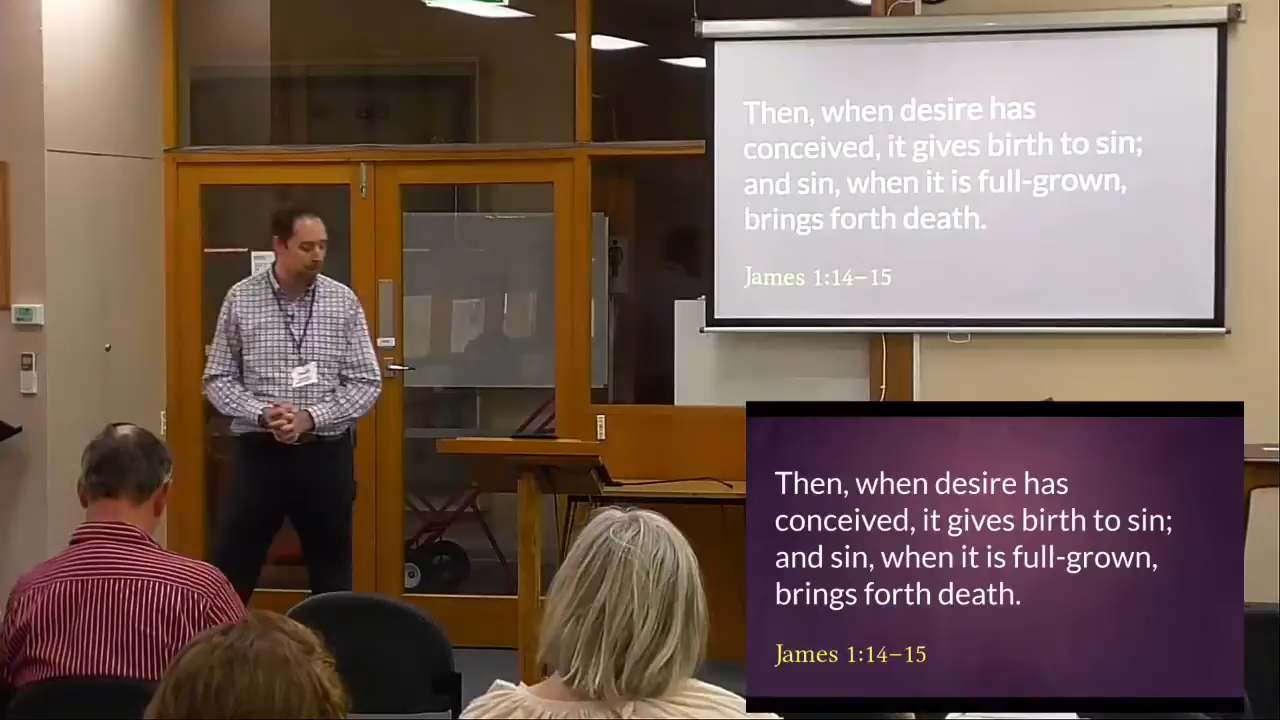 Then, when desire has
conceived, it gives birth to sin;
and sin, when it is full-grown,
brings forth death.
James 1:14–15
Then, when desire has
conceived, it gives birth to sin;
and sin, when it is full-grown,
brings forth death.
James 1:14–15